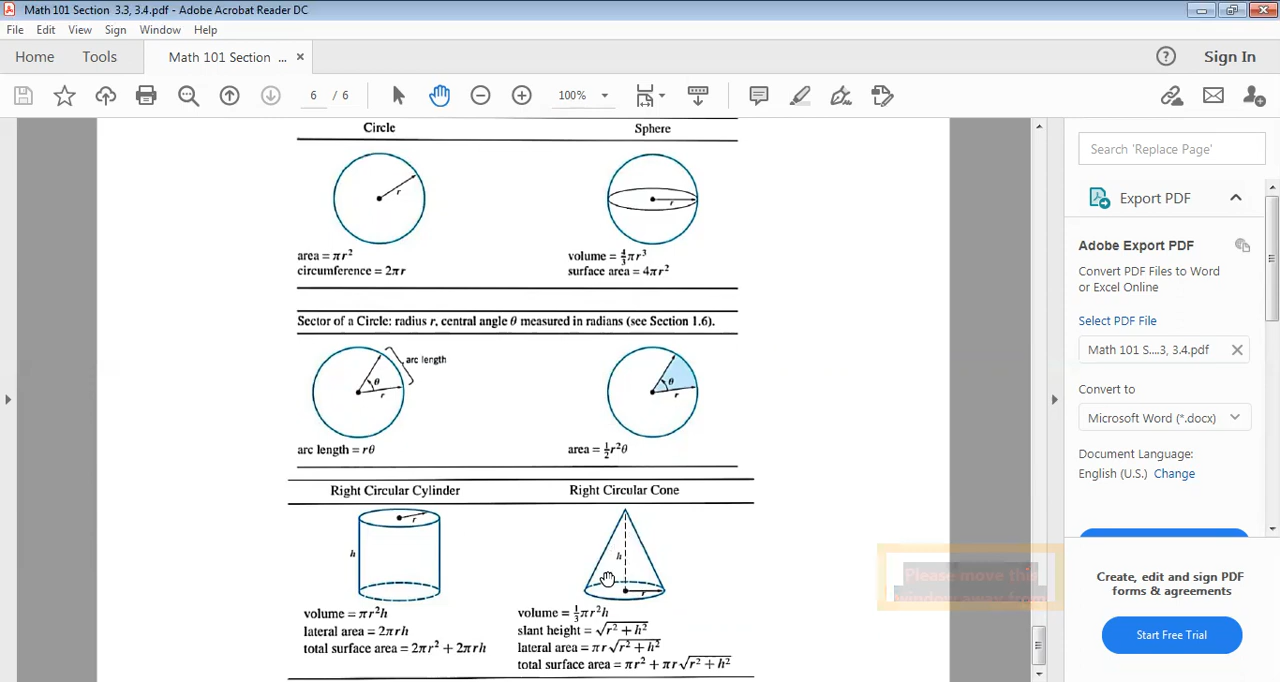 Math 101 Section 3.3, 3.4.pdf - Adobe Acrobat Reader DC
File Edit View Sign Window Help
Home Tools Math 101 Section ... × ? Sign In
6 / 6 100%
Circle Sphere
r r
area = πr²
circumference = 2πr
volume = 4/3πr³
surface area = 4πr²
Sector of a Circle: radius r, central angle θ measured in radians (see Section 1.6).
arc length
θ r
θ r
arc length = rθ
area = 1/2r²θ
Right Circular Cylinder Right Circular Cone
r
h
h
r
volume = πr²h
lateral area = 2πrh
total surface area = 2πr² + 2πrh
volume = 1/3πr²h
slant height = √(r² + h²)
lateral area = πr√(r² + h²)
total surface area = πr² + πr√(r² + h²)
Search 'Replace Page'
Export PDF
Adobe Export PDF
Convert PDF Files to Word
or Excel Online
Select PDF File
Math 101 S....3, 3.4.pdf ×
Convert to
Microsoft Word (*.docx)
Document Language:
English (U.S.) Change
Please move this
window away from
Create, edit and sign PDF
forms & agreements
Start Free Trial